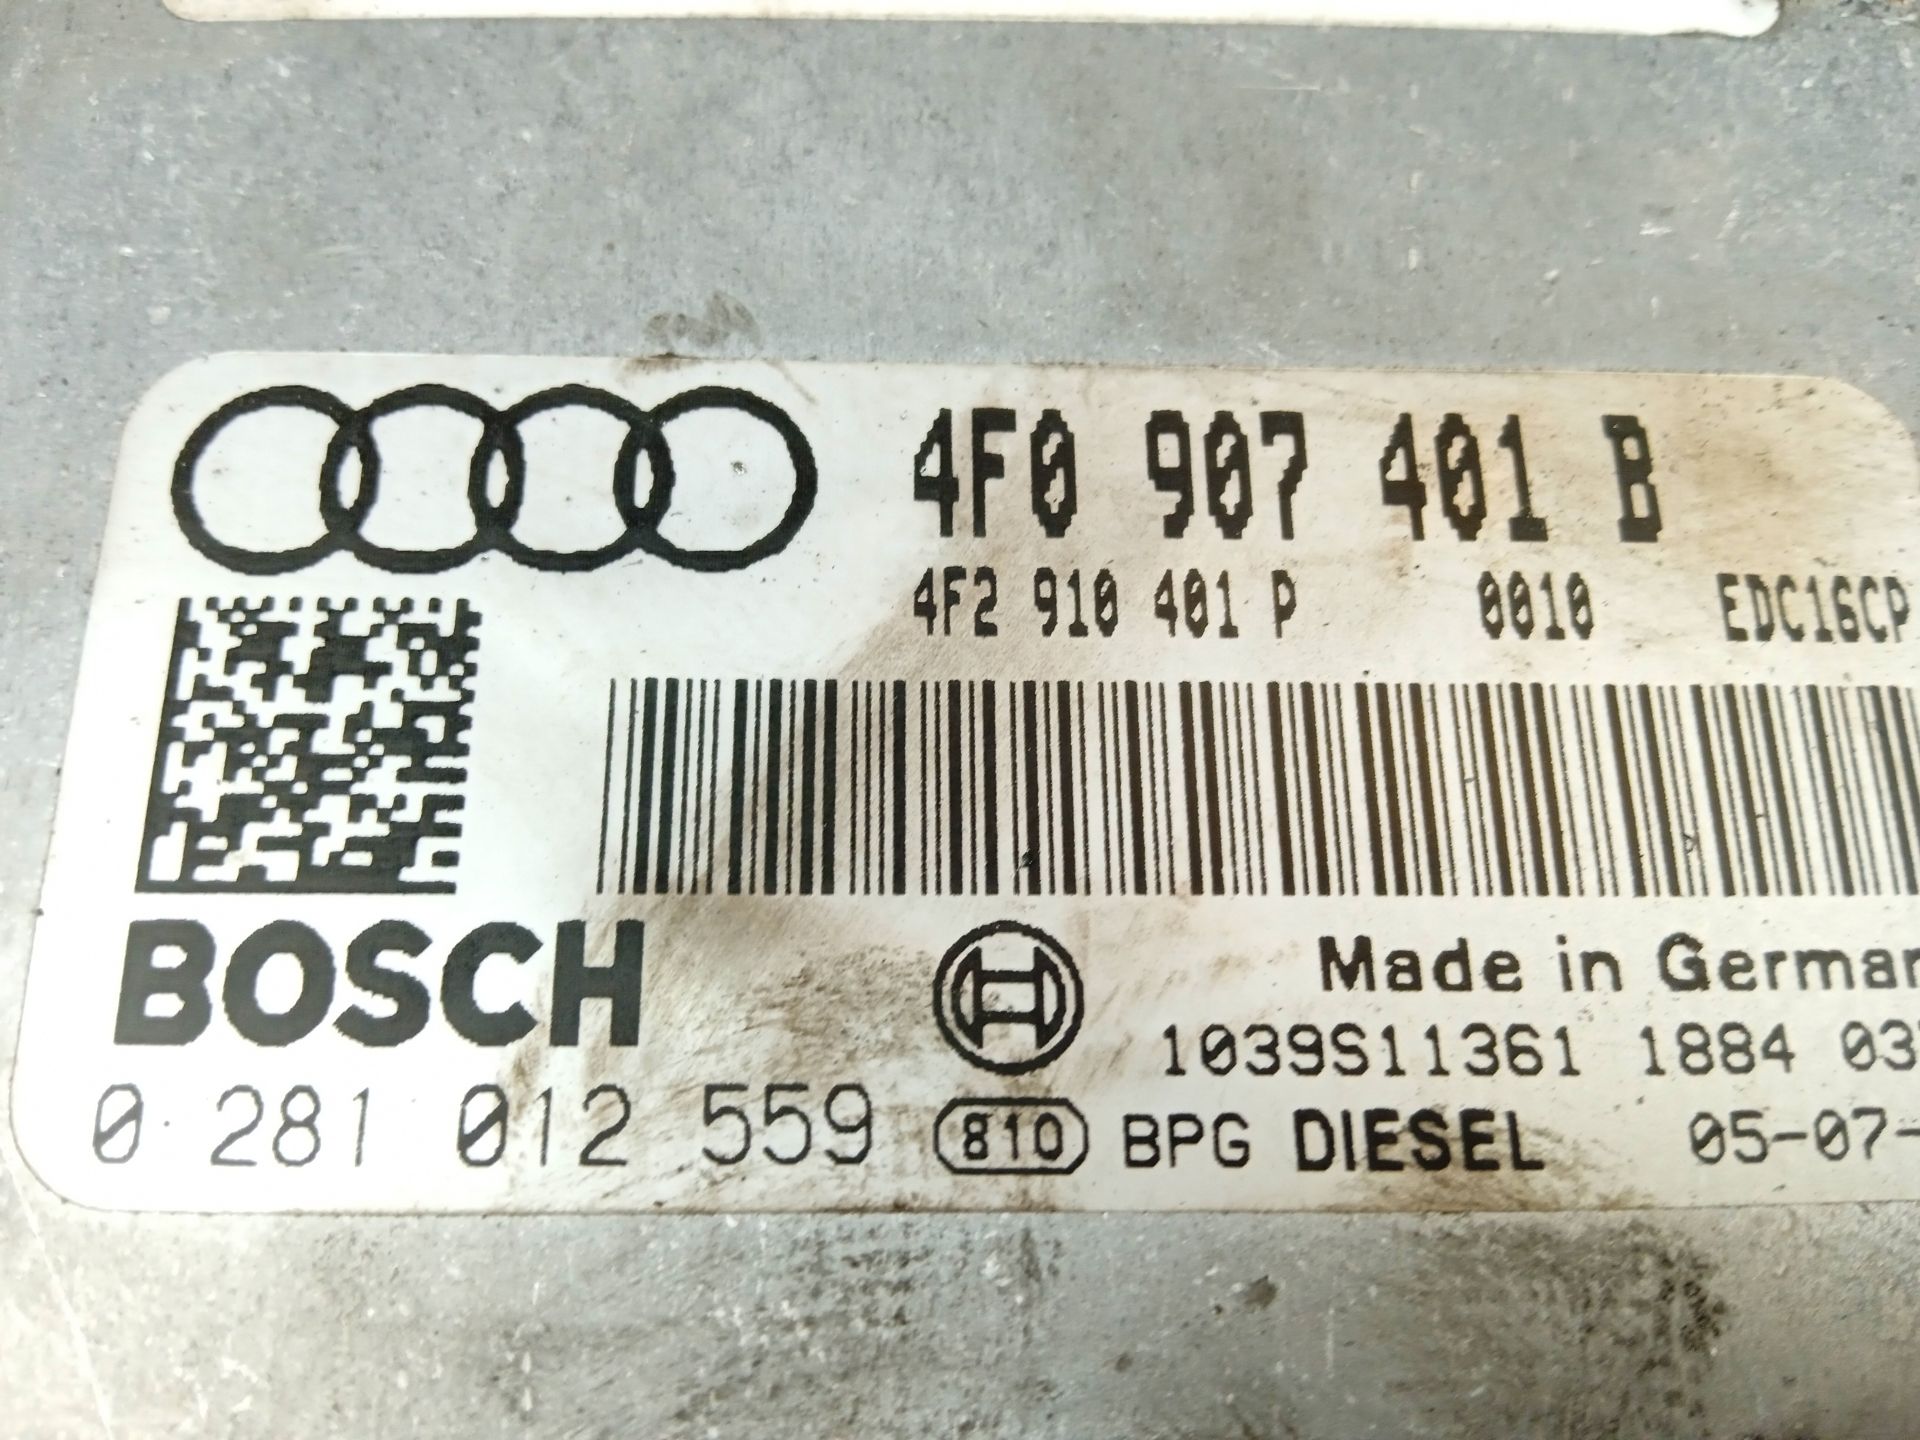 4F0 907 401 B
4F2 910 401 P 0010 EDC16CP
BOSCH
Made in German
1039S11361 1884 03
0 281 012 559 810 BPG DIESEL 05-07-